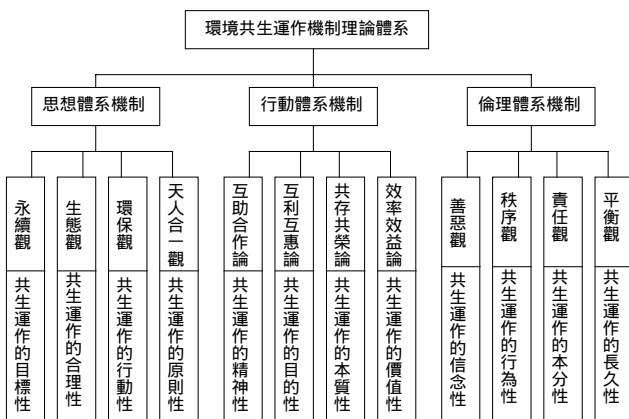 環境共生運作機制理論體系
思想體系機制
行動體系機制
倫理體系機制
永續觀
共生運作的目標性
生態觀
共生運作的合理性
環保觀
共生運作的行動性
天人合一觀
共生運作的原則性
互助合作論
共生運作的精神性
互利互惠論
共生運作的目的性
共存共榮論
共生運作的本質性
效率效益論
共生運作的價值性
善惡觀
共生運作的信念性
秩序觀
共生運作的行為性
責任觀
共生運作的本分性
平衡觀
共生運作的長久性